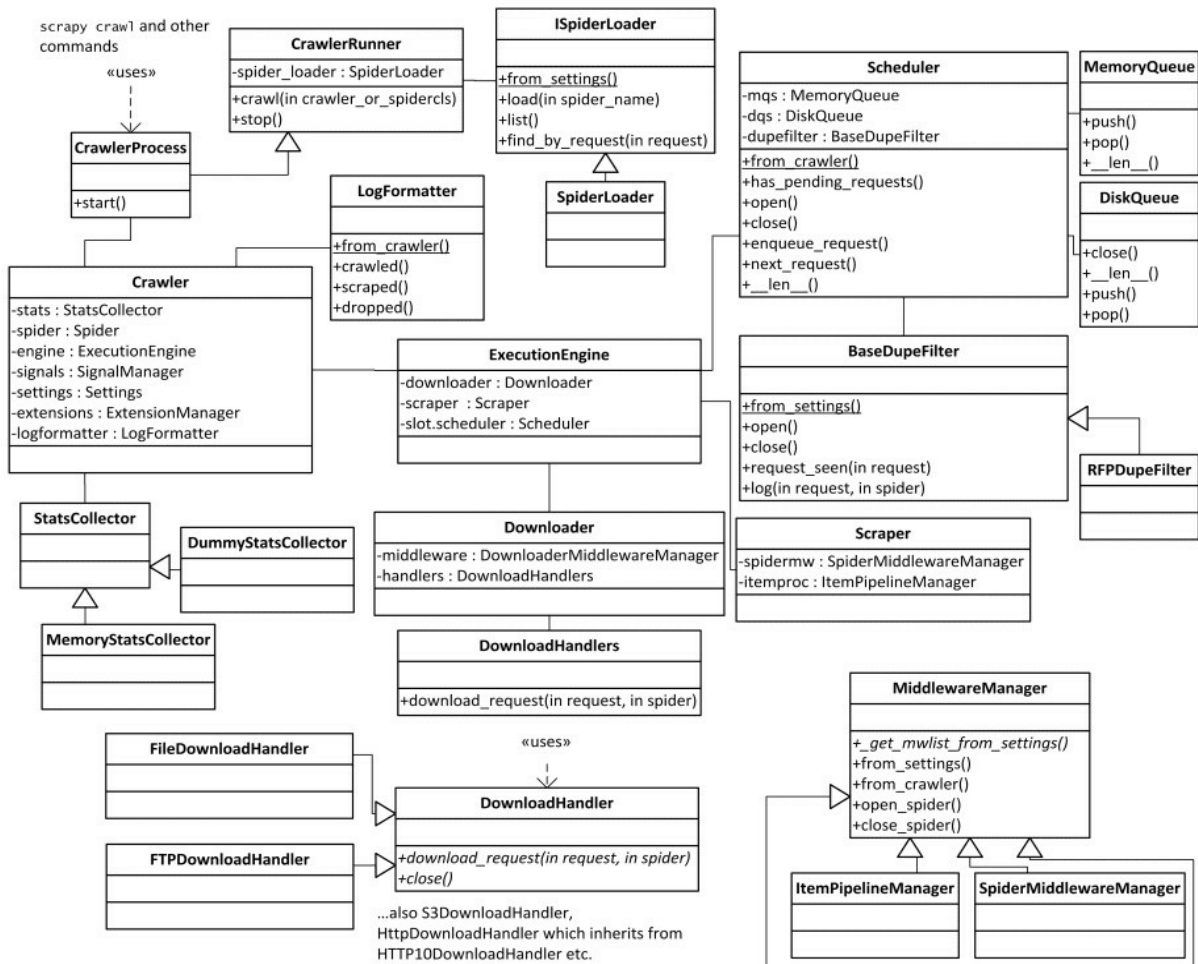 scrapy crawl and other
commands
«uses»
CrawlerProcess
+start()
CrawlerRunner
-spider_loader : SpiderLoader
+crawl(in crawler_or_spidercls)
+stop()
ISpiderLoader
+from_settings()
+load(in spider_name)
+list()
+find_by_request(in request)
SpiderLoader
LogFormatter
+from_crawler()
+crawled()
+scraped()
+dropped()
Scheduler
-mqs : MemoryQueue
-dqs : DiskQueue
-dupefilter : BaseDupeFilter
+from_crawler()
+has_pending_requests()
+open()
+close()
+enqueue_request()
+next_request()
+__len__()
MemoryQueue
+push()
+pop()
+__len__()
DiskQueue
+close()
+__len__()
+push()
+pop()
Crawler
-stats : StatsCollector
-spider : Spider
-engine : ExecutionEngine
-signals : SignalManager
-settings : Settings
-extensions : ExtensionManager
-logformatter : LogFormatter
ExecutionEngine
-downloader : Downloader
-scraper : Scraper
-slot.scheduler : Scheduler
BaseDupeFilter
+from_settings()
+open()
+close()
+request_seen(in request)
+log(in request, in spider)
RFPDupeFilter
StatsCollector
DummyStatsCollector
MemoryStatsCollector
Downloader
-middleware : DownloaderMiddlewareManager
-handlers : DownloadHandlers
Scraper
-spidermw : SpiderMiddlewareManager
-itemproc : ItemPipelineManager
DownloadHandlers
+download_request(in request, in spider)
«uses»
FileDownloadHandler
FTPDownloadHandler
DownloadHandler
+download_request(in request, in spider)
+close()
...also S3DownloadHandler,
HttpDownloadHandler which inherits from
HTTP10DownloadHandler etc.
MiddlewareManager
+_get_mwlist_from_settings()
+from_settings()
+from_crawler()
+open_spider()
+close_spider()
ItemPipelineManager
SpiderMiddlewareManager